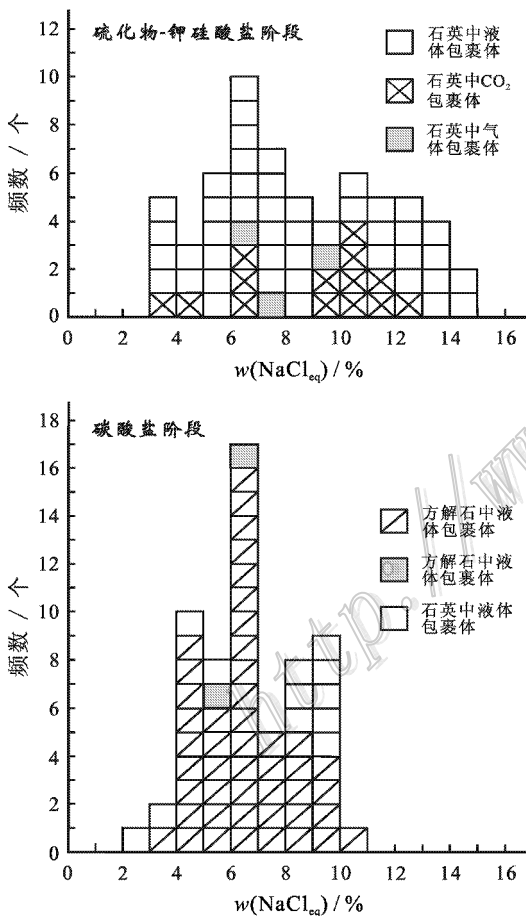 硫化物-钾硅酸盐阶段
石英中液
体包裹体
石英中CO₂
包裹体
石英中气
体包裹体
频数 / 个
12
10
8
6
4
2
0
0 2 4 6 8 10 12 14 16
w(NaCl_eq) / %
碳酸盐阶段
方解石中液
体包裹体
方解石中液
体包裹体
石英中液体
包裹体
频数 / 个
18
16
14
12
10
8
6
4
2
0
0 2 4 6 8 10 12 14 16
w(NaCl_eq) / %
http://w